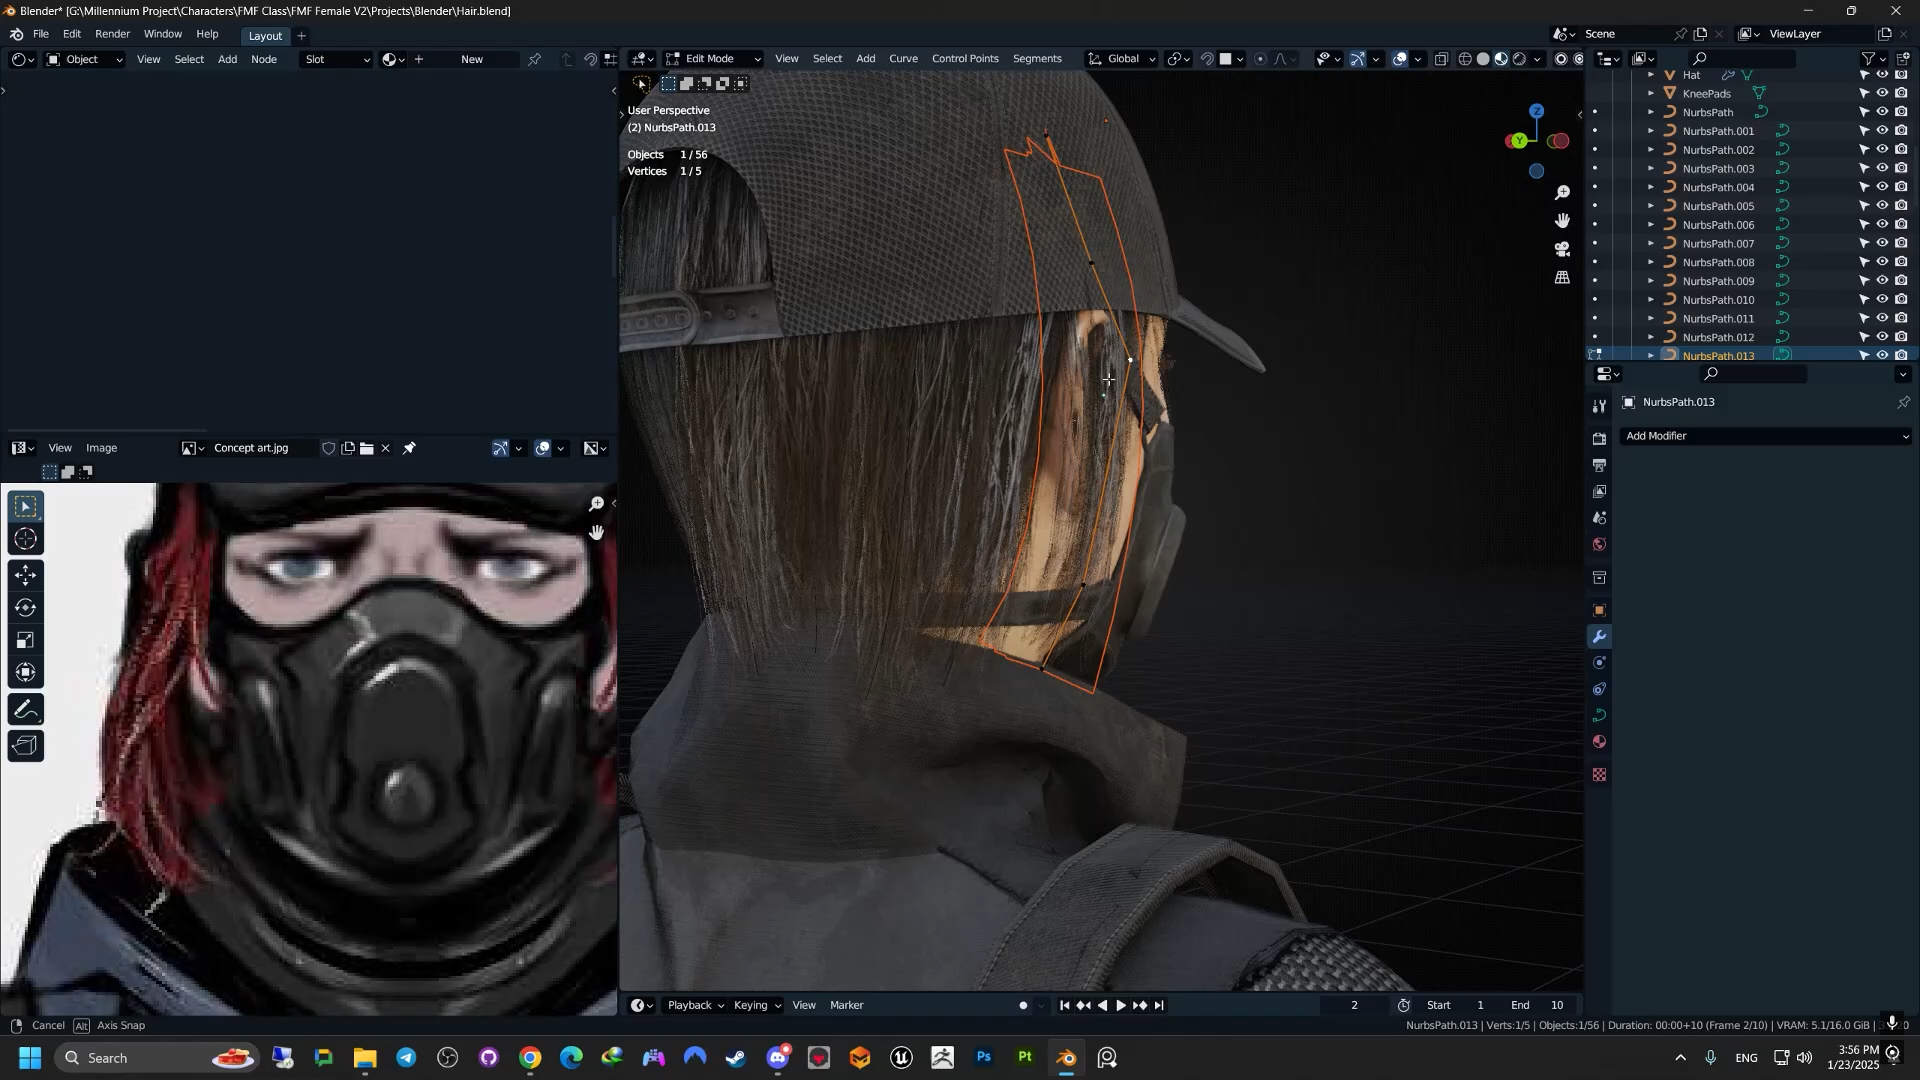 Blender* [G:\Millennium Project\Characters\FMF Class\FMF Female V2\Projects\Blender\Hair.blend]
File Edit Render Window Help Layout + Scene ViewLayer
Object View Select Add Node Slot New
Edit Mode View Select Add Curve Control Points Segments Global
User Perspective
(2) NurbsPath.013
Objects 1 / 56
Vertices 1 / 5
Z
Y
Hat
KneePads
NurbsPath
NurbsPath.001
NurbsPath.002
NurbsPath.003
NurbsPath.004
NurbsPath.005
NurbsPath.006
NurbsPath.007
NurbsPath.008
NurbsPath.009
NurbsPath.010
NurbsPath.011
NurbsPath.012
NurbsPath.013
NurbsPath.013
Add Modifier
View Image Concept art.jpg
Playback Keying View Marker 2 Start 1 End 10
Cancel Alt Axis Snap
NurbsPath.013 | Verts:1/5 | Objects:1/56 | Duration: 00:00+10 (Frame 2/10) | VRAM: 5.1/16.0 GiB
Search
Ps Pt
ENG
3:56 PM
1/23/2025